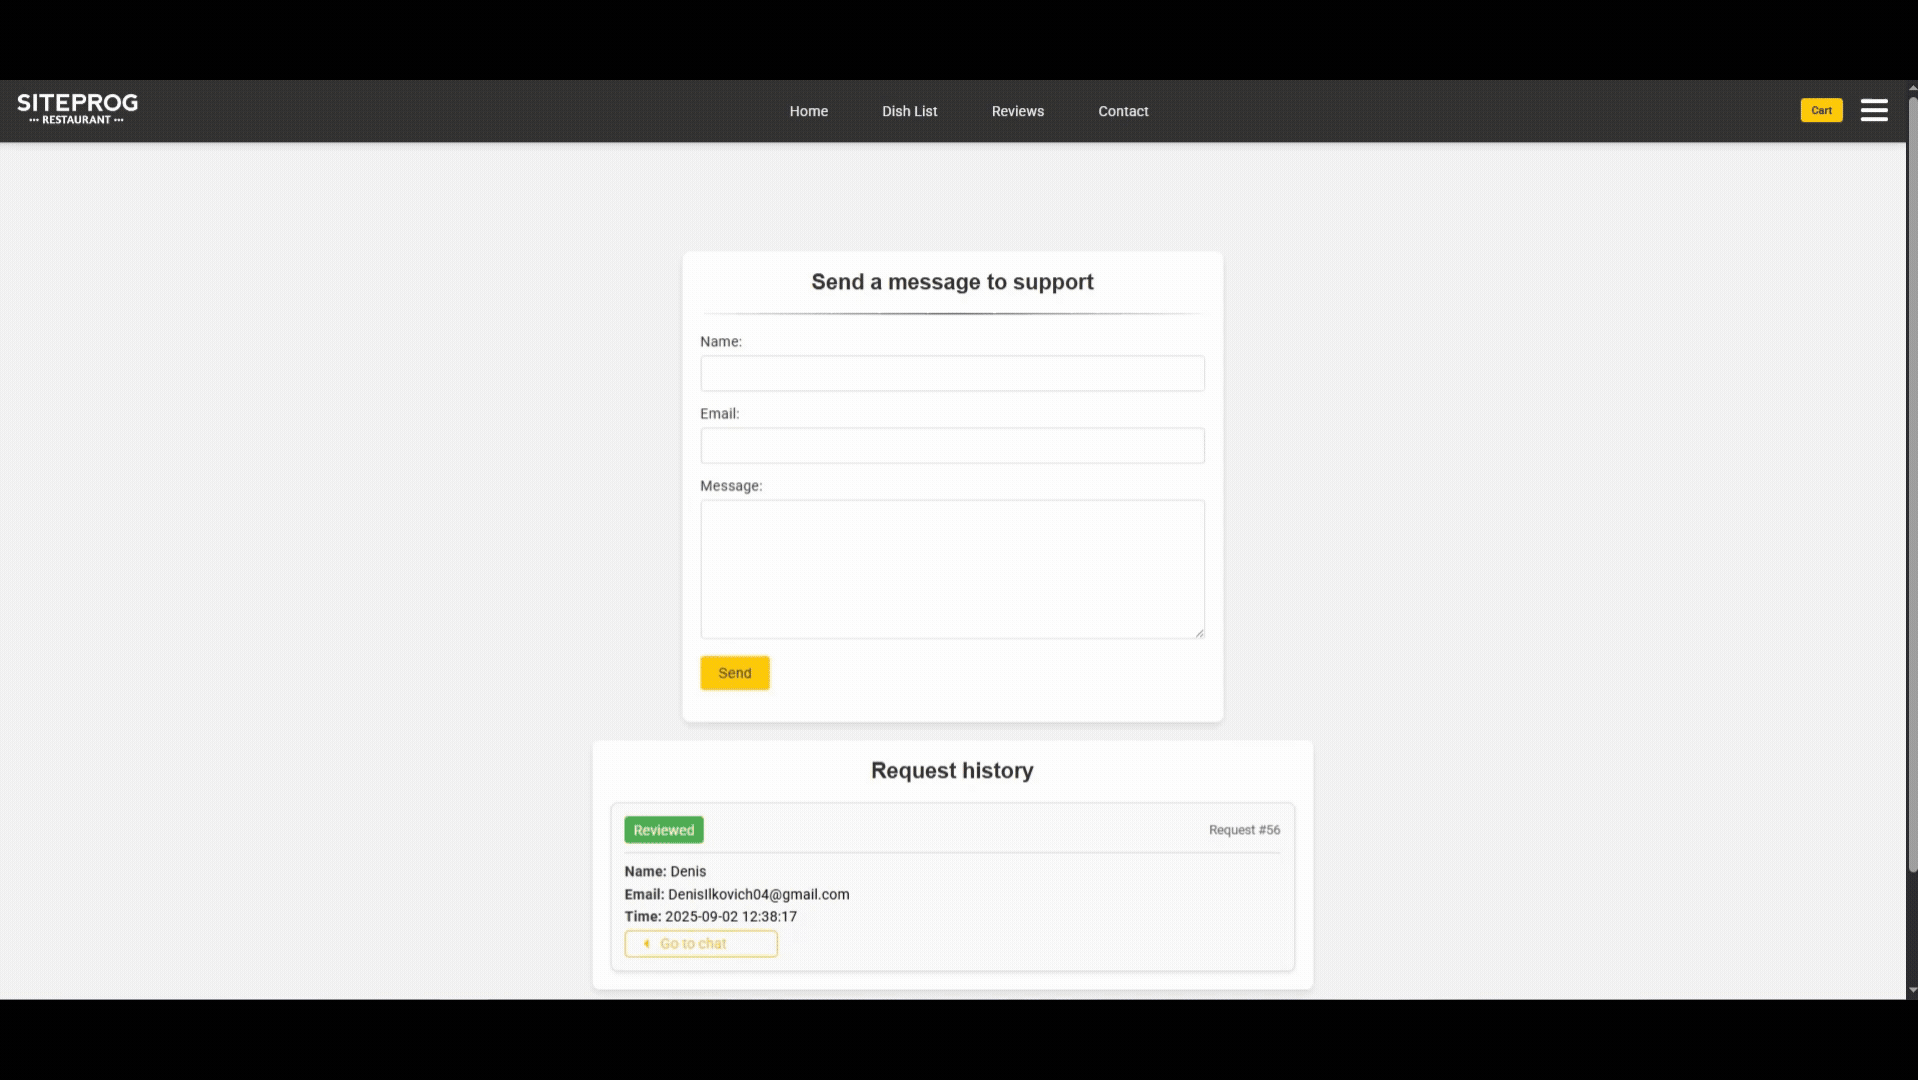 SITEPROG
··· RESTAURANT ···
Home
Dish List
Reviews
Contact
Cart
Send a message to support
Name:
Email:
Message:
Send
Request history
Reviewed
Request #56
Name: Denis
Email: DenisIlkovich04@gmail.com
Time: 2025-09-02 12:38:17
Go to chat